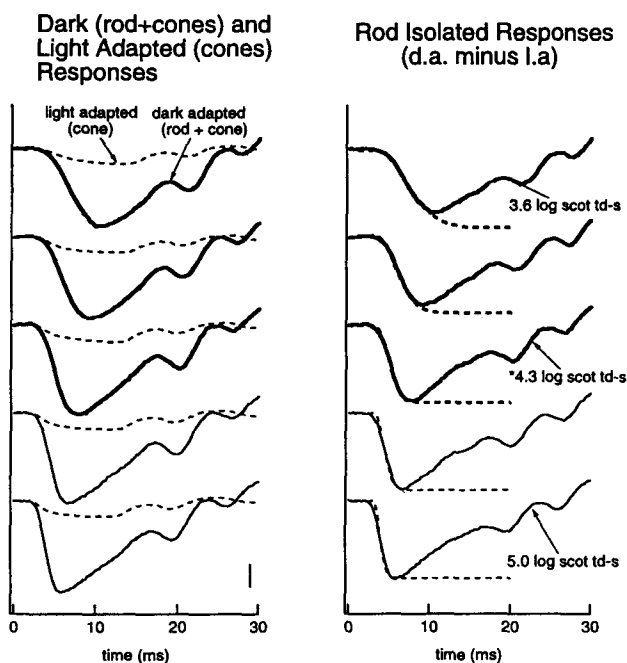 Dark (rod+cones) and
Light Adapted (cones)
Responses
light adapted
(cone)
dark adapted
(rod + cone)
0 10 20 30
time (ms)
Rod Isolated Responses
(d.a. minus l.a)
3.6 log scot td-s
*4.3 log scot td-s
5.0 log scot td-s
0 10 20 30
time (ms)